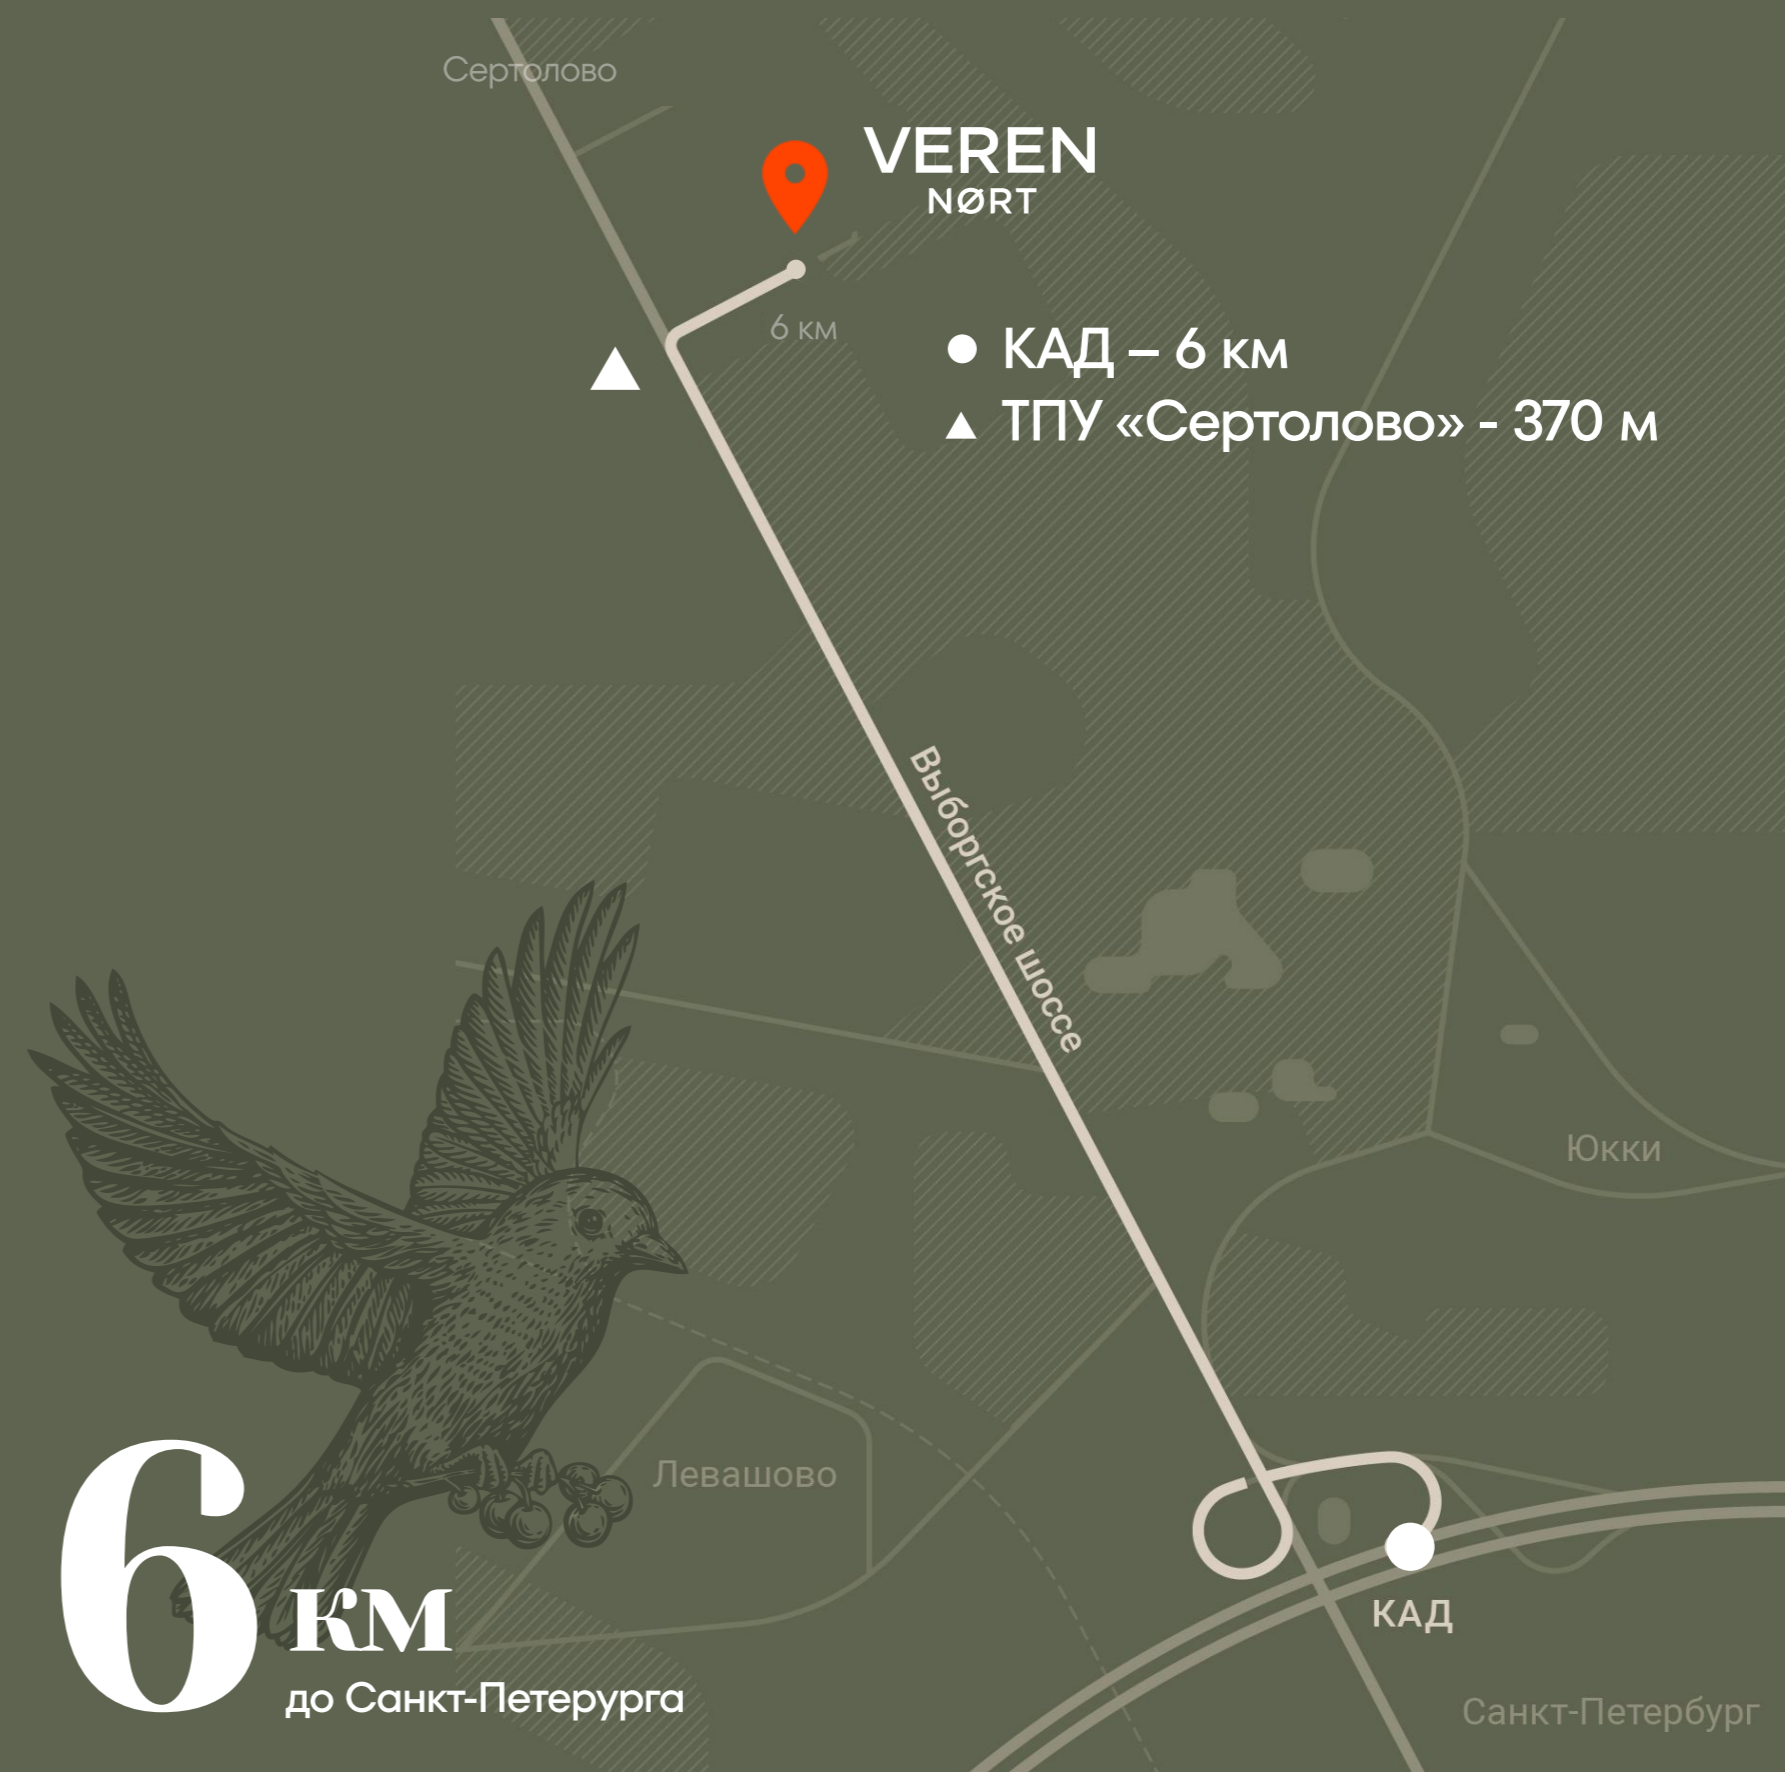 Сертолово
VEREN
NØRT
6 км
КАД – 6 км
ТПУ «Сертолово» - 370 м
Выборгское шоссе
Юкки
Левашово
6 км
до Санкт-Петерурга
КАД
Санкт-Петербург